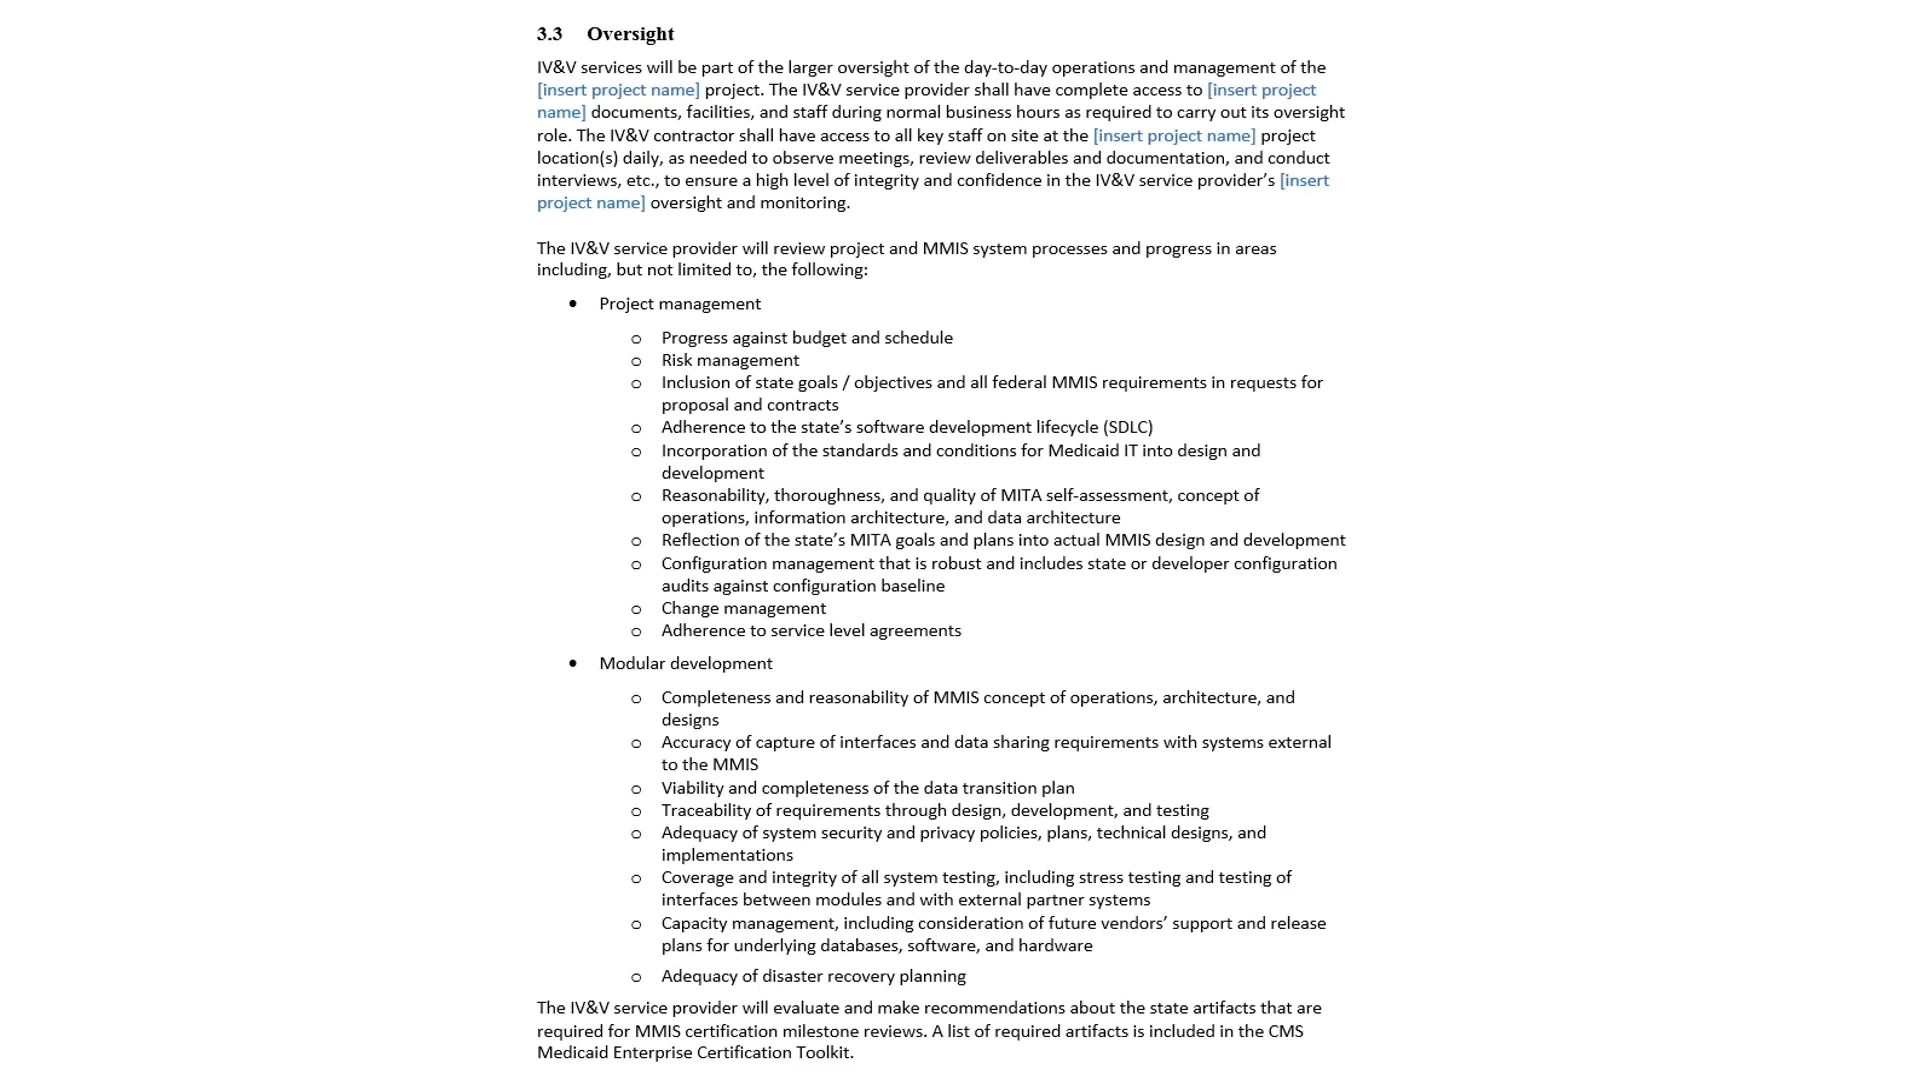 3.3 Oversight
IV&V services will be part of the larger oversight of the day-to-day operations and management of the
[insert project name] project. The IV&V service provider shall have complete access to [insert project
name] documents, facilities, and staff during normal business hours as required to carry out its oversight
role. The IV&V contractor shall have access to all key staff on site at the [insert project name] project
location(s) daily, as needed to observe meetings, review deliverables and documentation, and conduct
interviews, etc., to ensure a high level of integrity and confidence in the IV&V service provider’s [insert
project name] oversight and monitoring.
The IV&V service provider will review project and MMIS system processes and progress in areas
including, but not limited to, the following:
• Project management
o Progress against budget and schedule
o Risk management
o Inclusion of state goals / objectives and all federal MMIS requirements in requests for
proposal and contracts
o Adherence to the state’s software development lifecycle (SDLC)
o Incorporation of the standards and conditions for Medicaid IT into design and
development
o Reasonability, thoroughness, and quality of MITA self-assessment, concept of
operations, information architecture, and data architecture
o Reflection of the state’s MITA goals and plans into actual MMIS design and development
o Configuration management that is robust and includes state or developer configuration
audits against configuration baseline
o Change management
o Adherence to service level agreements
• Modular development
o Completeness and reasonability of MMIS concept of operations, architecture, and
designs
o Accuracy of capture of interfaces and data sharing requirements with systems external
to the MMIS
o Viability and completeness of the data transition plan
o Traceability of requirements through design, development, and testing
o Adequacy of system security and privacy policies, plans, technical designs, and
implementations
o Coverage and integrity of all system testing, including stress testing and testing of
interfaces between modules and with external partner systems
o Capacity management, including consideration of future vendors’ support and release
plans for underlying databases, software, and hardware
o Adequacy of disaster recovery planning
The IV&V service provider will evaluate and make recommendations about the state artifacts that are
required for MMIS certification milestone reviews. A list of required artifacts is included in the CMS
Medicaid Enterprise Certification Toolkit.